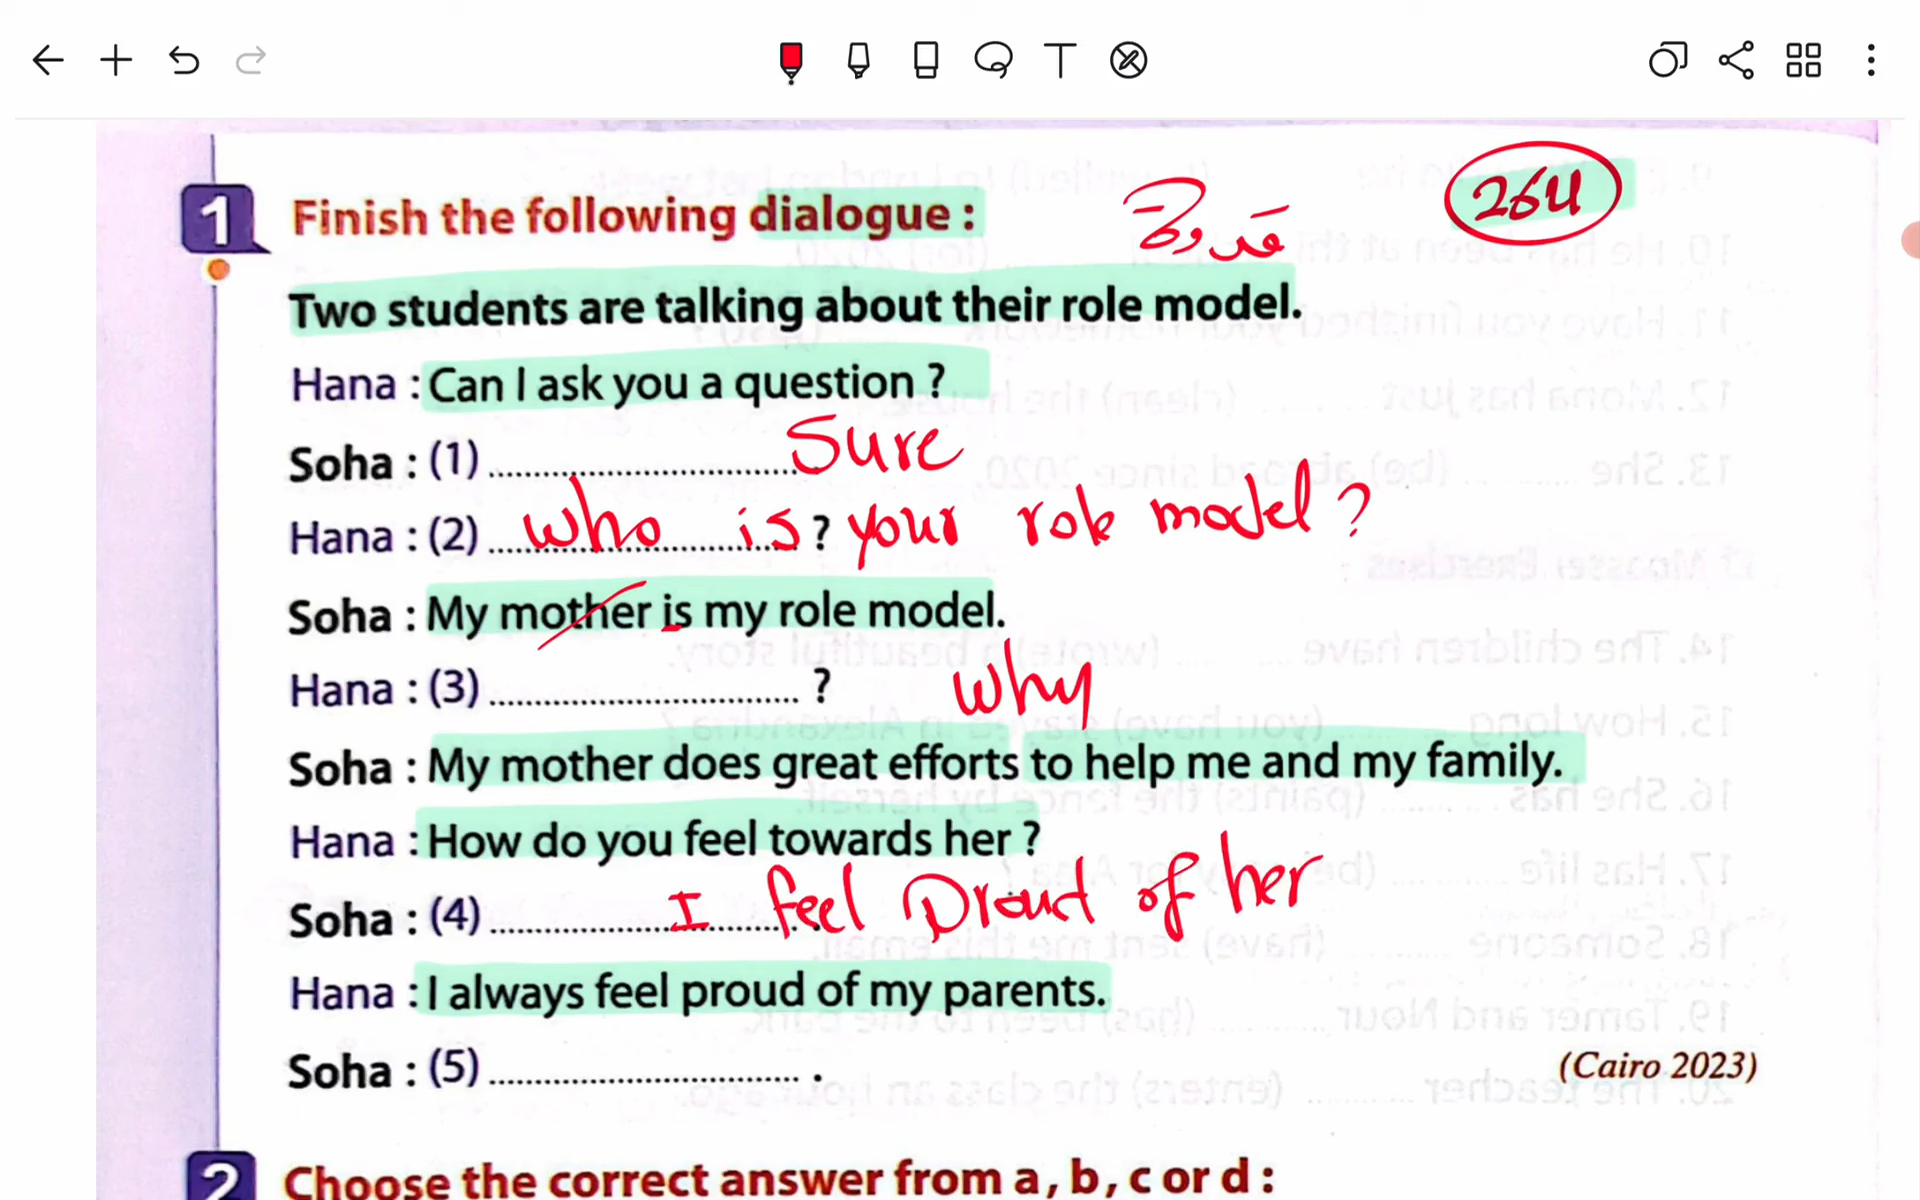 264
1 Finish the following dialogue :
Two students are talking about their role model.
Hana : Can I ask you a question ?
Soha : (1) .................................. Sure
Hana : (2) who is ? your role model ?
Soha : My mother is my role model.
Hana : (3) .................................. ? why
Soha : My mother does great efforts to help me and my family.
Hana : How do you feel towards her ?
Soha : (4) .................................. I feel Proud of her
Hana : I always feel proud of my parents.
Soha : (5) .................................. .
(Cairo 2023)
2 Choose the correct answer from a , b , c or d :